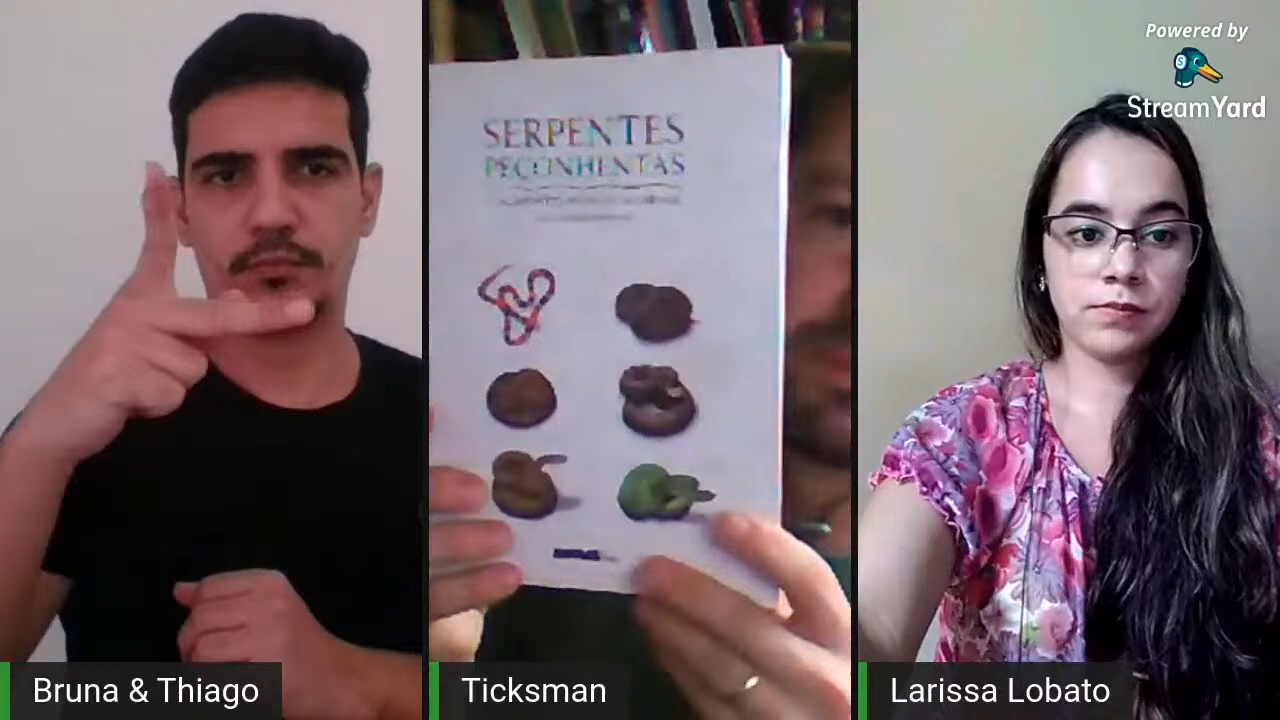 Powered by
StreamYard
SERPENTES
PEÇONHENTAS
Bruna & Thiago
Ticksman
Larissa Lobato